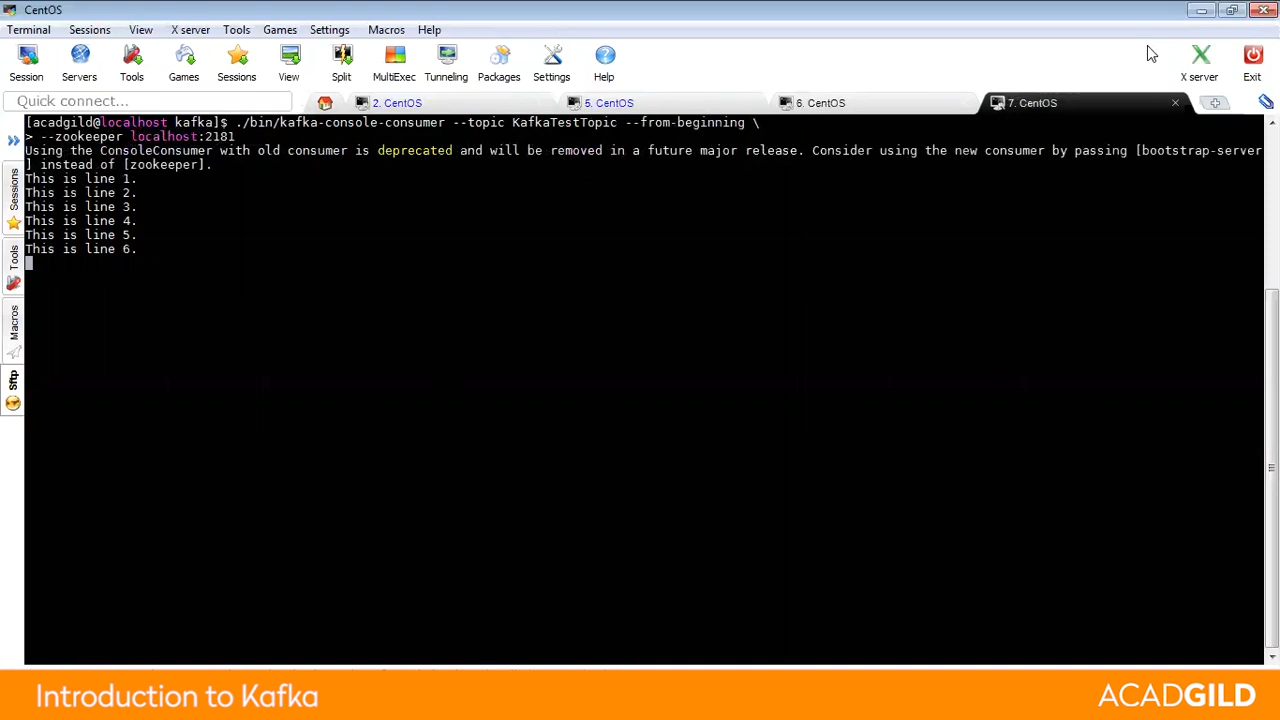 CentOS
Terminal Sessions View X server Tools Games Settings Macros Help
Session Servers Tools Games Sessions View Split MultiExec Tunneling Packages Settings Help X server Exit
Quick connect... 2. CentOS 5. CentOS 6. CentOS 7. CentOS
[acadgild@localhost kafka]$ ./bin/kafka-console-consumer --topic KafkaTestTopic --from-beginning \
> --zookeeper localhost:2181
Using the ConsoleConsumer with old consumer is deprecated and will be removed in a future major release. Consider using the new consumer by passing [bootstrap-server
] instead of [zookeeper].
This is line 1.
This is line 2.
This is line 3.
This is line 4.
This is line 5.
This is line 6.
Sessions
Tools
Macros
Sftp
Introduction to Kafka
ACADGILD